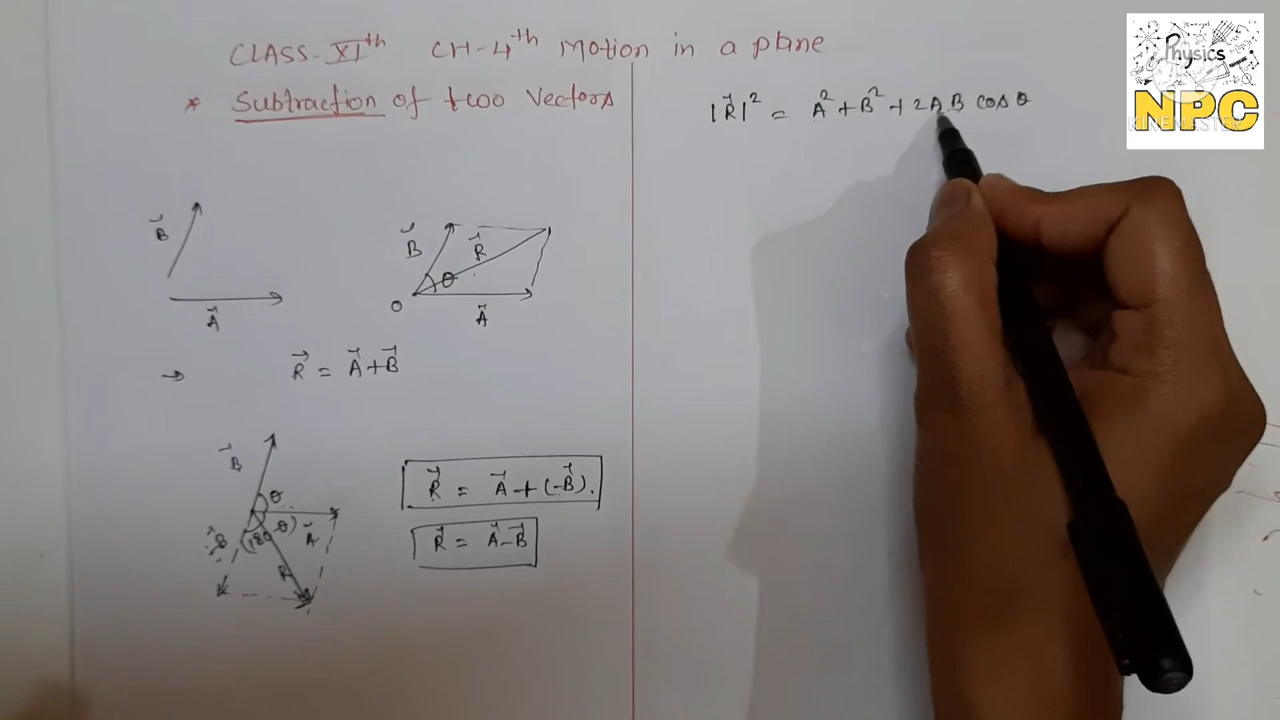 CLASS-XIth CH-4th Motion in a plane
* Subtraction of two Vectors
B⃗
A⃗
B⃗
R⃗
θ
O
A⃗
→ R⃗ = A⃗+B⃗
B⃗
θ
-B⃗
(180-θ)
A⃗
R
R⃗ = A⃗+(-B⃗).
R⃗ = A⃗-B⃗
|R⃗|² = A²+B²+2AB cos θ
Physics
NPC
KINEMASTER